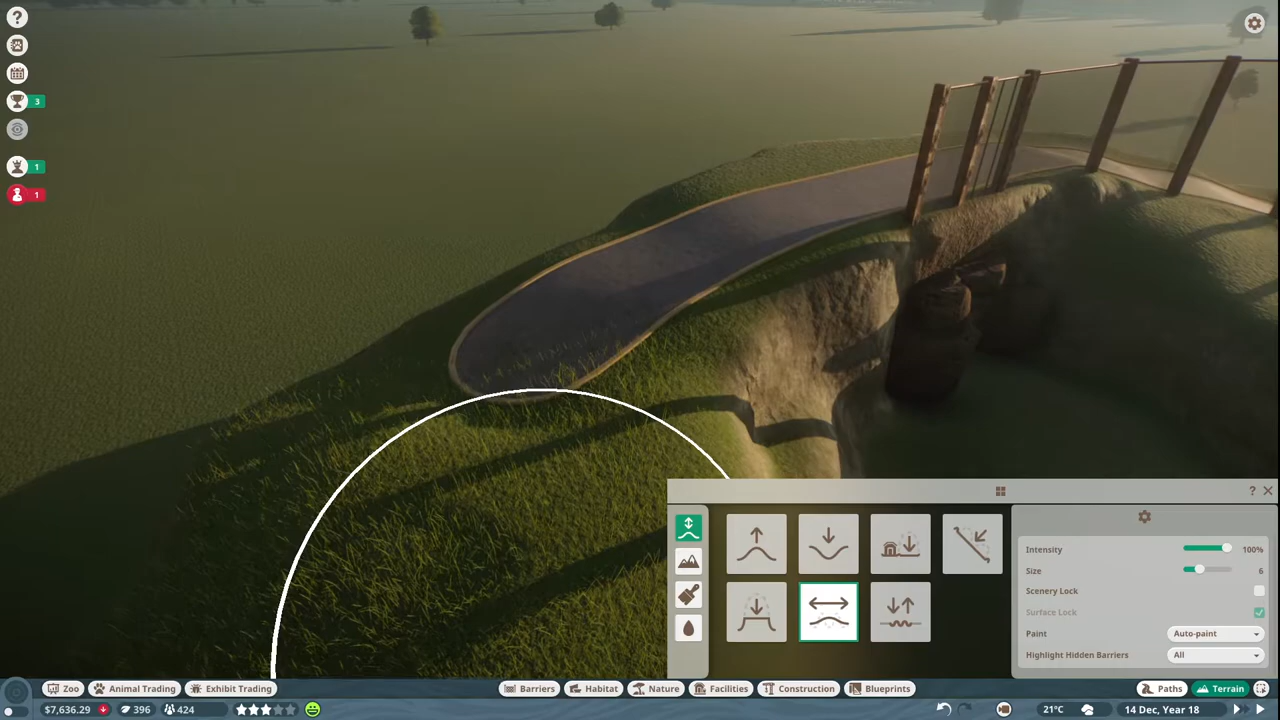 ?
3
1
1
?
Intensity 100%
Size 6
Scenery Lock
Surface Lock
Paint Auto-paint
Highlight Hidden Barriers All
Zoo Animal Trading Exhibit Trading Barriers Habitat Nature Facilities Construction Blueprints Paths Terrain
$7,636.29 396 424 21°C 14 Dec, Year 18